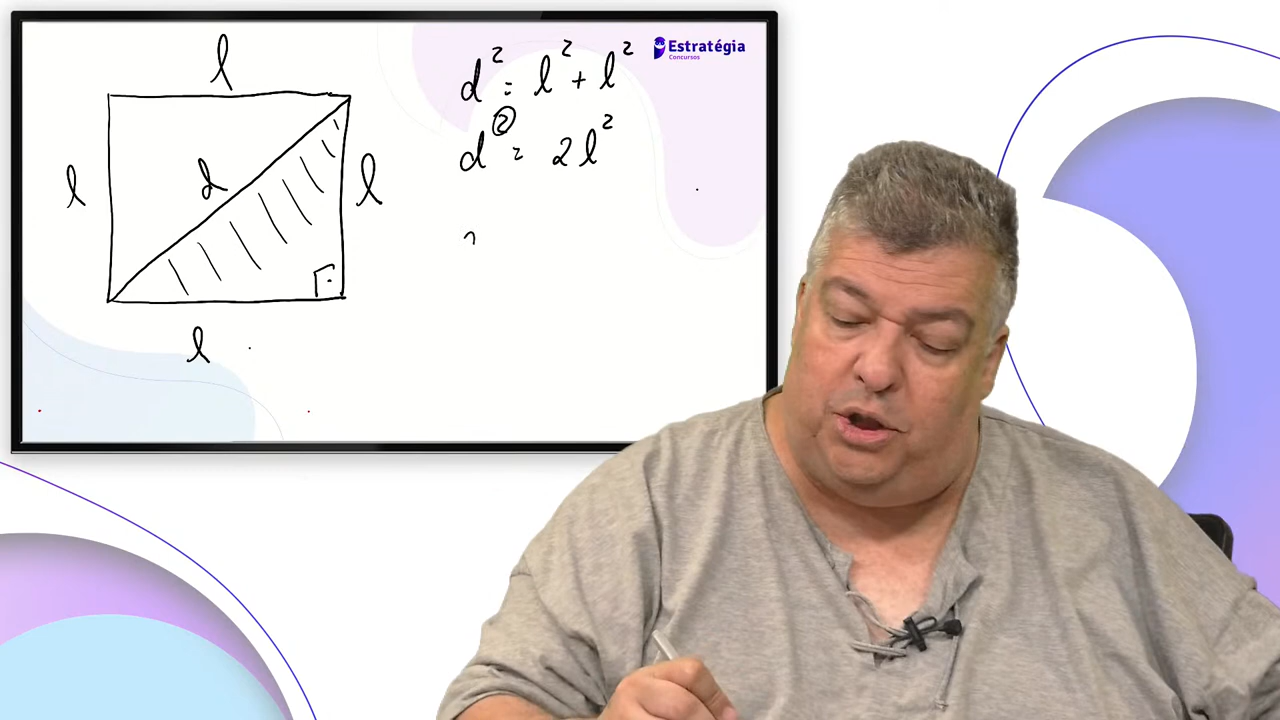 l
l
d
l
l
d² = l² + l²
d² = 2l²
Estratégia
Concursos